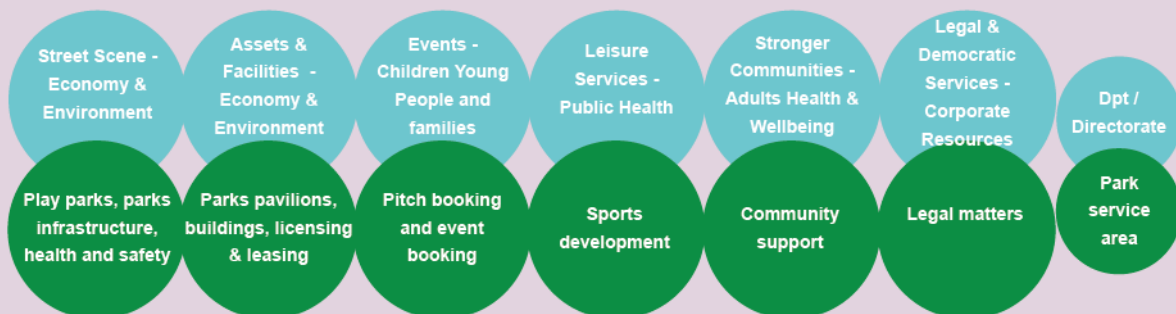 Street Scene -
Economy &
Environment
Assets &
Facilities -
Economy &
Environment
Events -
Children Young
People and
families
Leisure
Services -
Public Health
Stronger
Communities -
Adults Health &
Wellbeing
Legal &
Democratic
Services -
Corporate
Resources
Dpt /
Directorate
Play parks, parks
infrastructure,
health and safety
Parks pavilions,
buildings, licensing
& leasing
Pitch booking
and event
booking
Sports
development
Community
support
Legal matters
Park
service
area